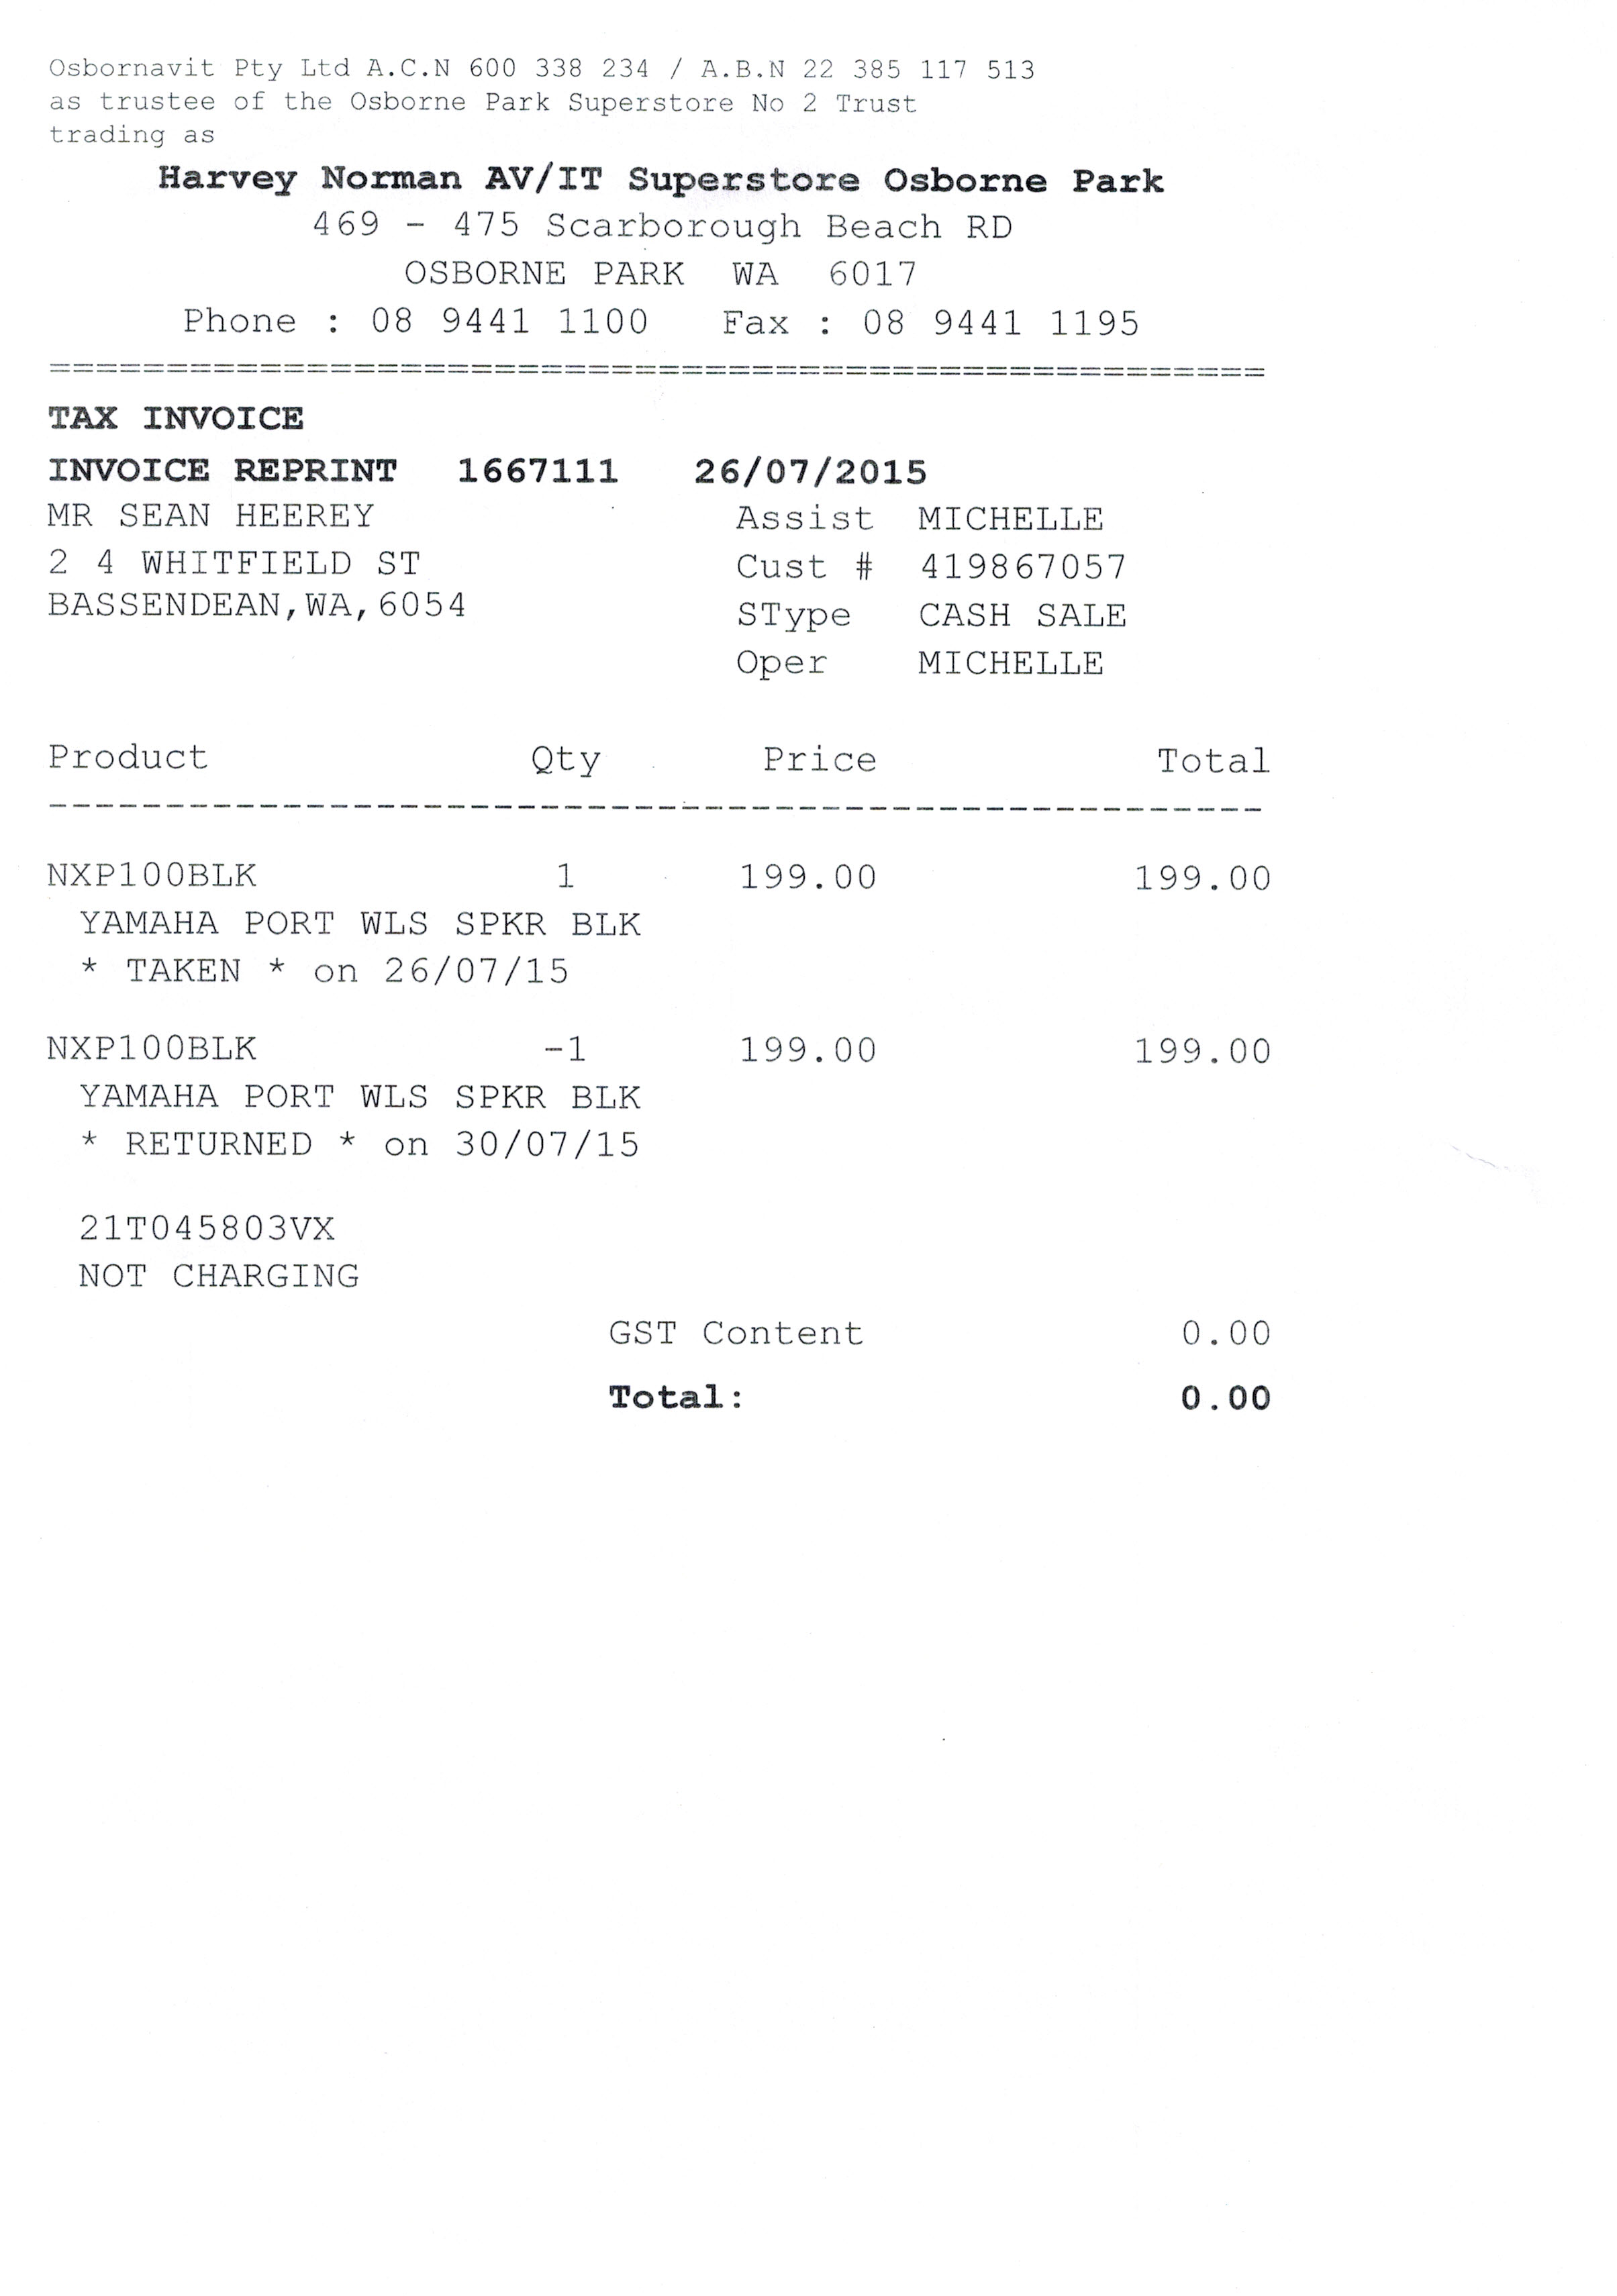 Osbornavit Pty Ltd A.C.N 600 338 234 / A.B.N 22 385 117 513
as trustee of the Osborne Park Superstore No 2 Trust
trading as
Harvey Norman AV/IT Superstore Osborne Park
469 - 475 Scarborough Beach RD
OSBORNE PARK WA 6017
Phone : 08 9441 1100 Fax : 08 9441 1195
====================================================
TAX INVOICE
INVOICE REPRINT 1667111 26/07/2015
MR SEAN HEEREY Assist MICHELLE
2 4 WHITFIELD ST Cust # 419867057
BASSENDEAN,WA,6054 SType CASH SALE
Oper MICHELLE
Product Qty Price Total
----------------------------------------------------
NXP100BLK 1 199.00 199.00
YAMAHA PORT WLS SPKR BLK
* TAKEN * on 26/07/15
NXP100BLK -1 199.00 199.00
YAMAHA PORT WLS SPKR BLK
* RETURNED * on 30/07/15
21T045803VX
NOT CHARGING
GST Content 0.00
Total: 0.00